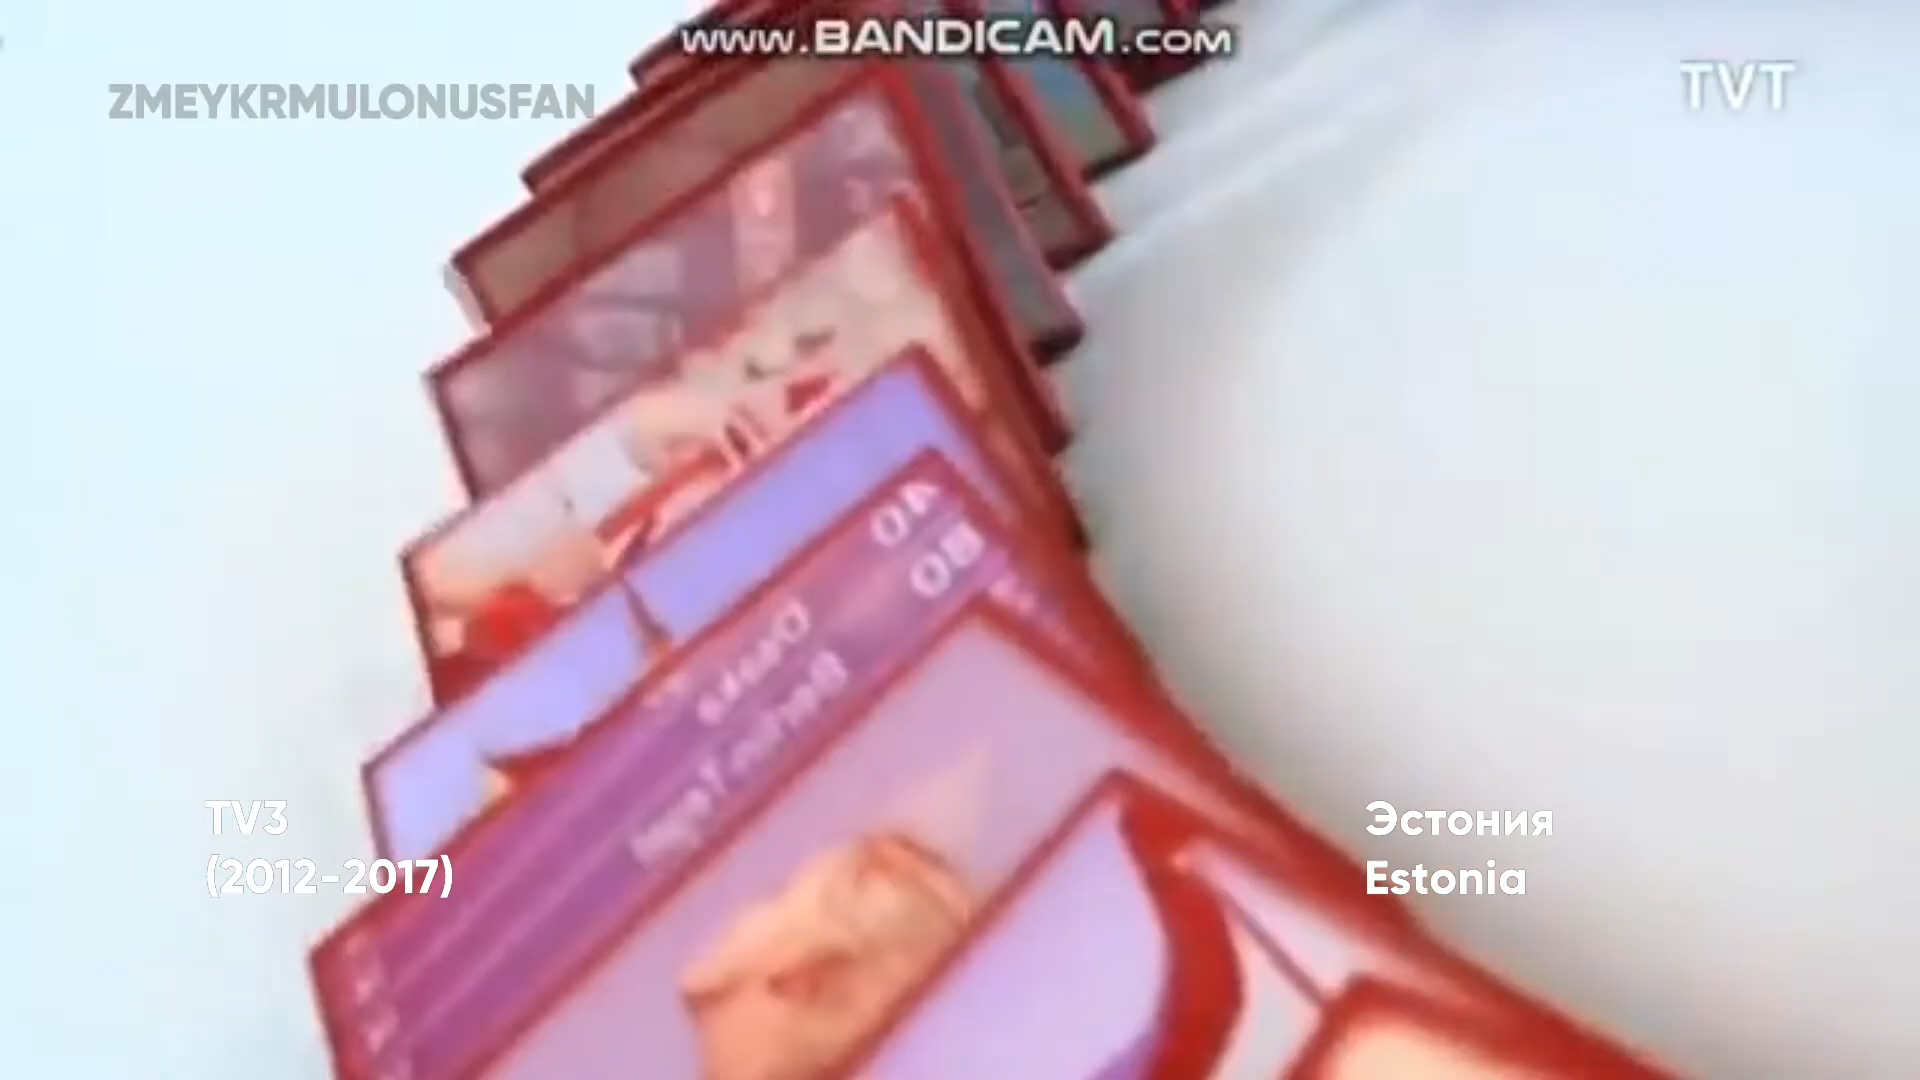 www.BANDICAM.com
ZMEYKRMULONUSFAN
TVT
TV3
(2012-2017)
Эстония
Estonia